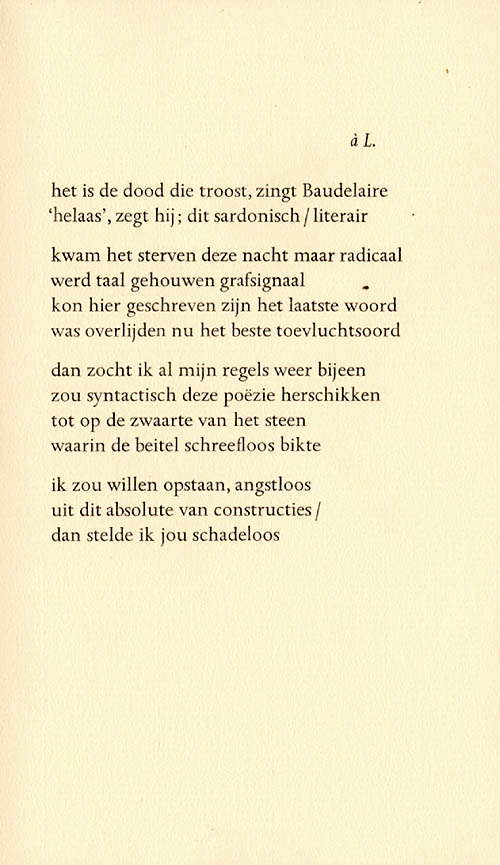 à L.
het is de dood die troost, zingt Baudelaire
‘helaas’, zegt hij; dit sardonisch/literair
kwam het sterven deze nacht maar radicaal
werd taal gehouwen grafsignaal
kon hier geschreven zijn het laatste woord
was overlijden nu het beste toevluchtsoord
dan zocht ik al mijn regels weer bijeen
zou syntactisch deze poëzie herschikken
tot op de zwaarte van het steen
waarin de beitel schreefloos bikte
ik zou willen opstaan, angstloos
uit dit absolute van constructies/
dan stelde ik jou schadeloos